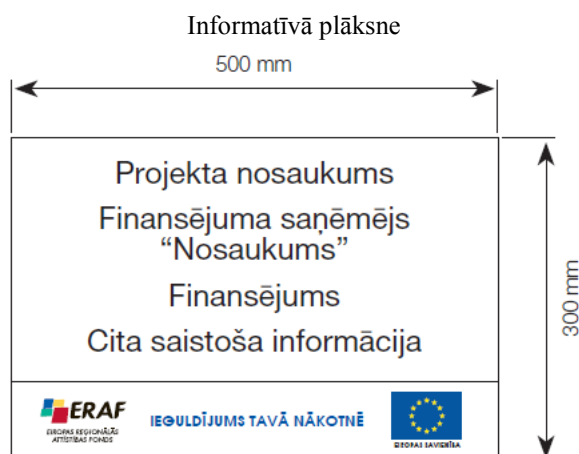 Informatīvā plāksne
500 mm
Projekta nosaukums
Finansējuma saņēmējs
“Nosaukums”
Finansējums
Cita saistoša informācija
300 mm
ERAF
EIROPAS REĢIONĀLĀS
ATTĪSTĪBAS FONDS
IEGULDĪJUMS TAVĀ NĀKOTNĒ
EIROPAS SAVIENĪBA